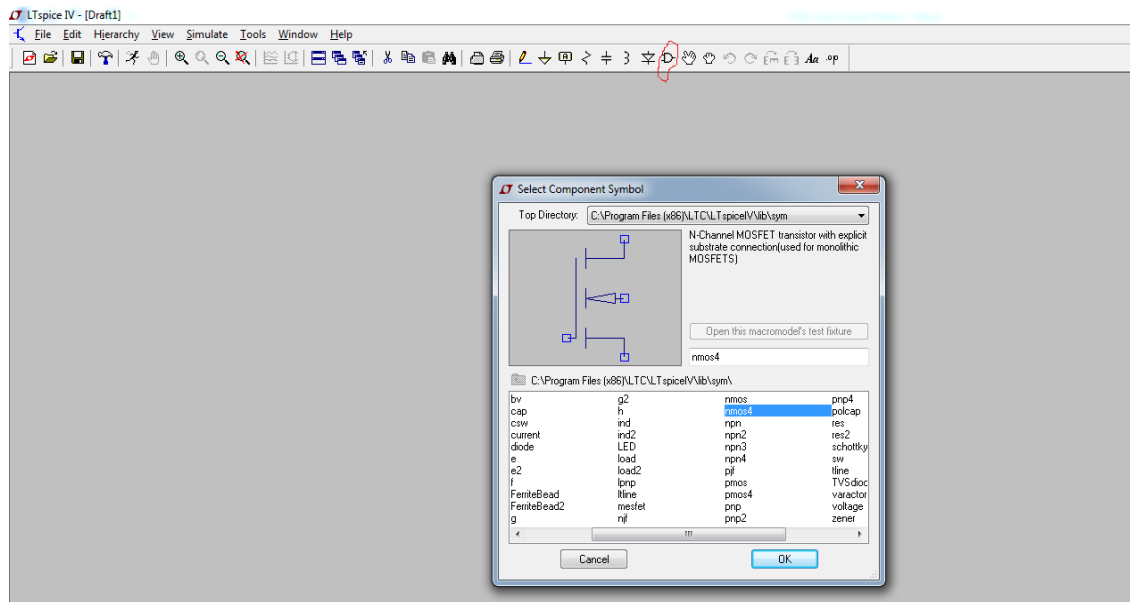 LTspice IV - [Draft1]
File Edit Hierarchy View Simulate Tools Window Help
Aa .op
Select Component Symbol
Top Directory: C:\Program Files (x86)\LTC\LTspiceIV\lib\sym
N-Channel MOSFET transistor with explicit
substrate connection(used for monolithic
MOSFETS)
Open this macromodel's test fixture
nmos4
C:\Program Files (x86)\LTC\LTspiceIV\lib\sym\
bv g2 nmos pnp4
cap h nmos4 polcap
csw ind npn res
current ind2 npn2 res2
diode LED npn3 schottky
e load npn4 sw
e2 load2 pjf tline
f lpnp pmos TVSdiod
FerriteBead ltline pmos4 varactor
FerriteBead2 mesfet pnp voltage
g njf pnp2 zener
Cancel OK